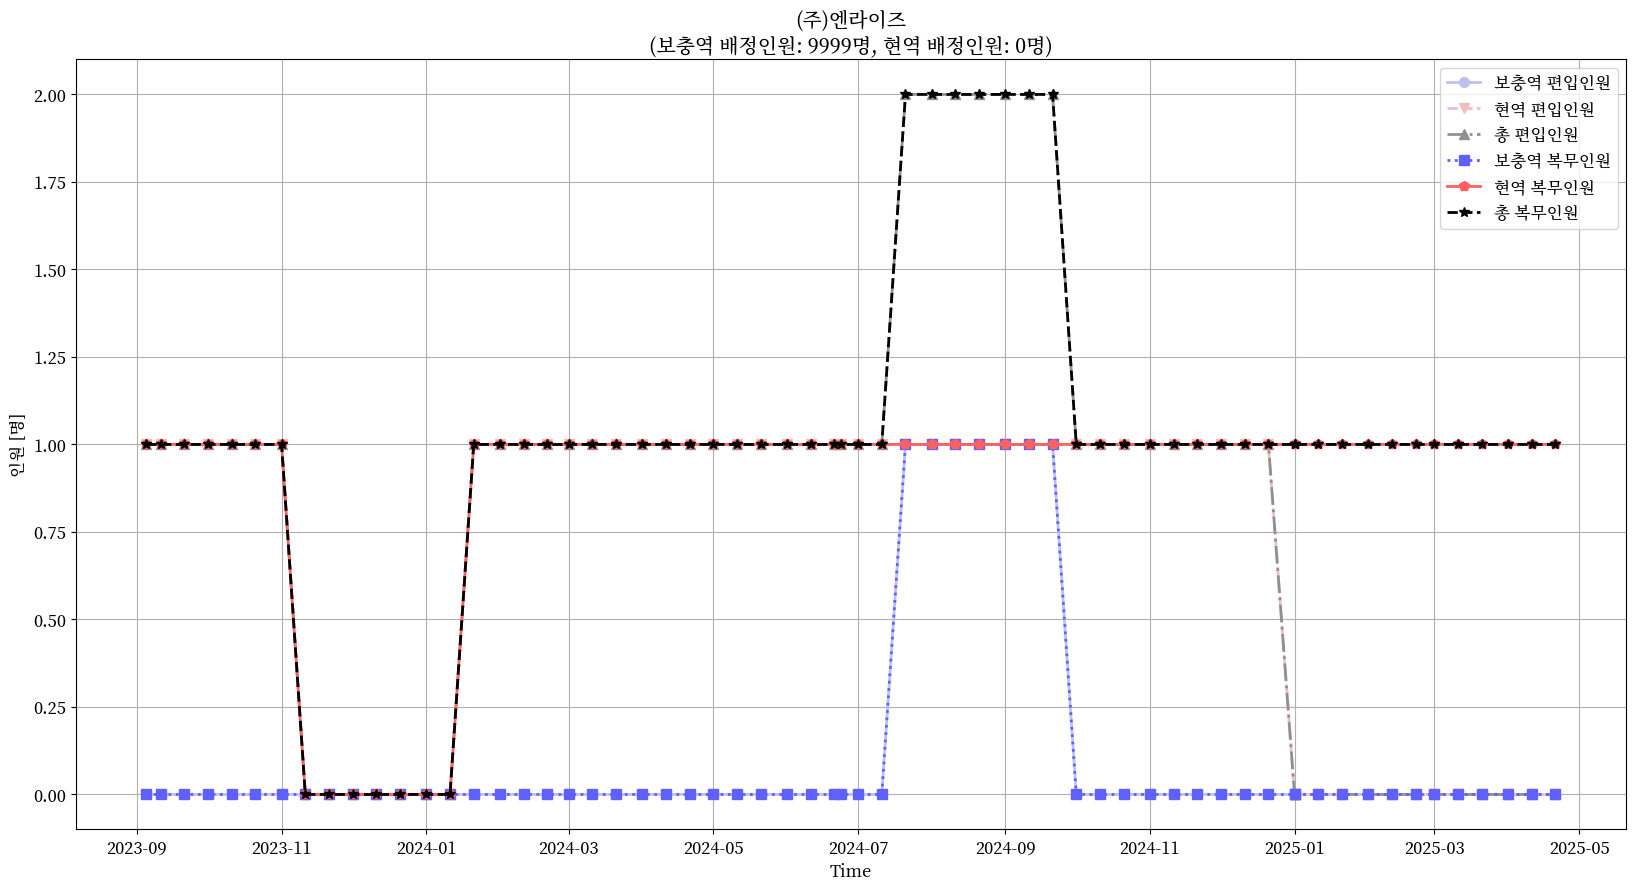 (주)엔라이즈
(보충역 배정인원: 9999명, 현역 배정인원: 0명)
보충역 편입인원
현역 편입인원
총 편입인원
보충역 복무인원
현역 복무인원
총 복무인원
인원 [명]
2.00
1.75
1.50
1.25
1.00
0.75
0.50
0.25
0.00
2023-09 2023-11 2024-01 2024-03 2024-05 2024-07 2024-09 2024-11 2025-01 2025-03 2025-05
Time